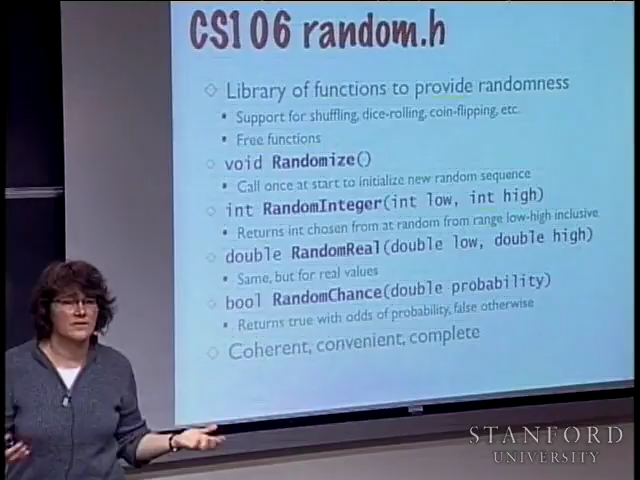 CS106 random.h
Library of functions to provide randomness
Support for shuffling, dice-rolling, coin-flipping, etc.
Free functions
void Randomize()
Call once at start to initialize new random sequence
int RandomInteger(int low, int high)
Returns int chosen from at random from range low-high inclusive
double RandomReal(double low, double high)
Same, but for real values
bool RandomChance(double probability)
Returns true with odds of probability, false otherwise
Coherent, convenient, complete
STANFORD
UNIVERSITY